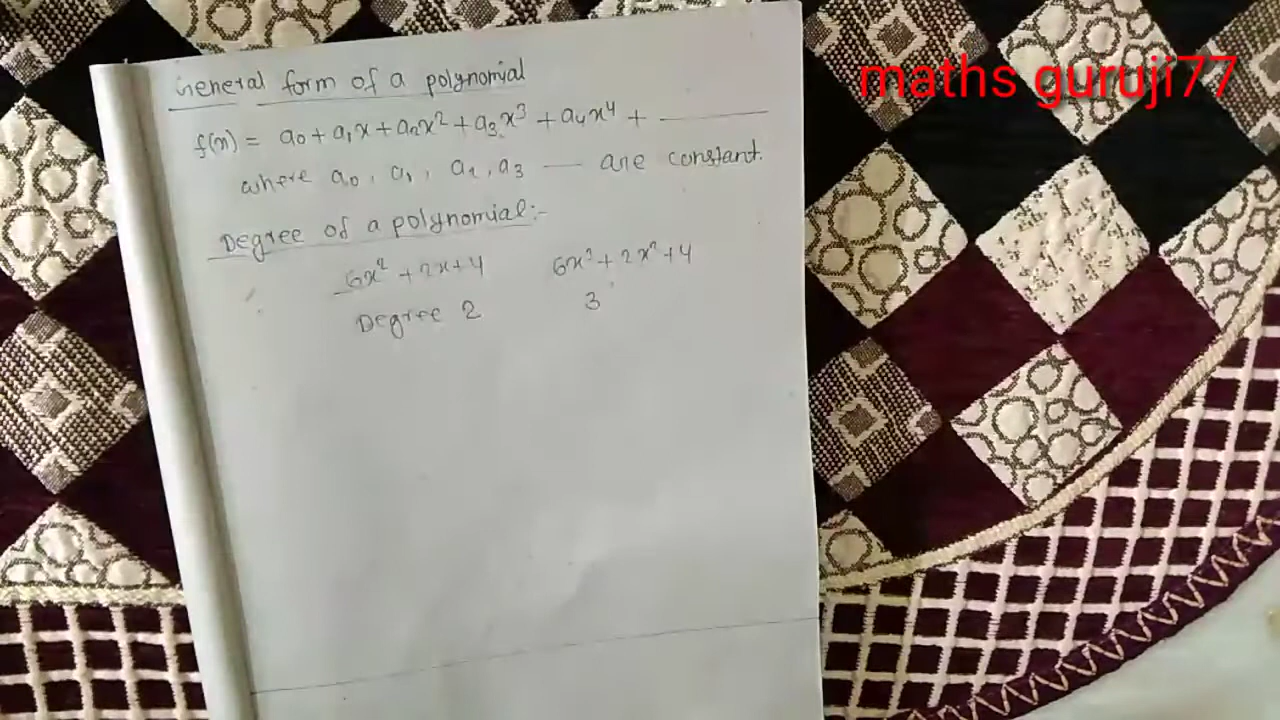 General form of a polynomial
f(x) = a₀ + a₁x + a₂x² + a₃x³ + a₄x⁴ + ———
where a₀, a₁, a₂, a₃ — are constant.
Degree of a polynomial:-
6x² + 2x + 4 6x³ + 2x² + 4
Degree 2 3
maths guruji77